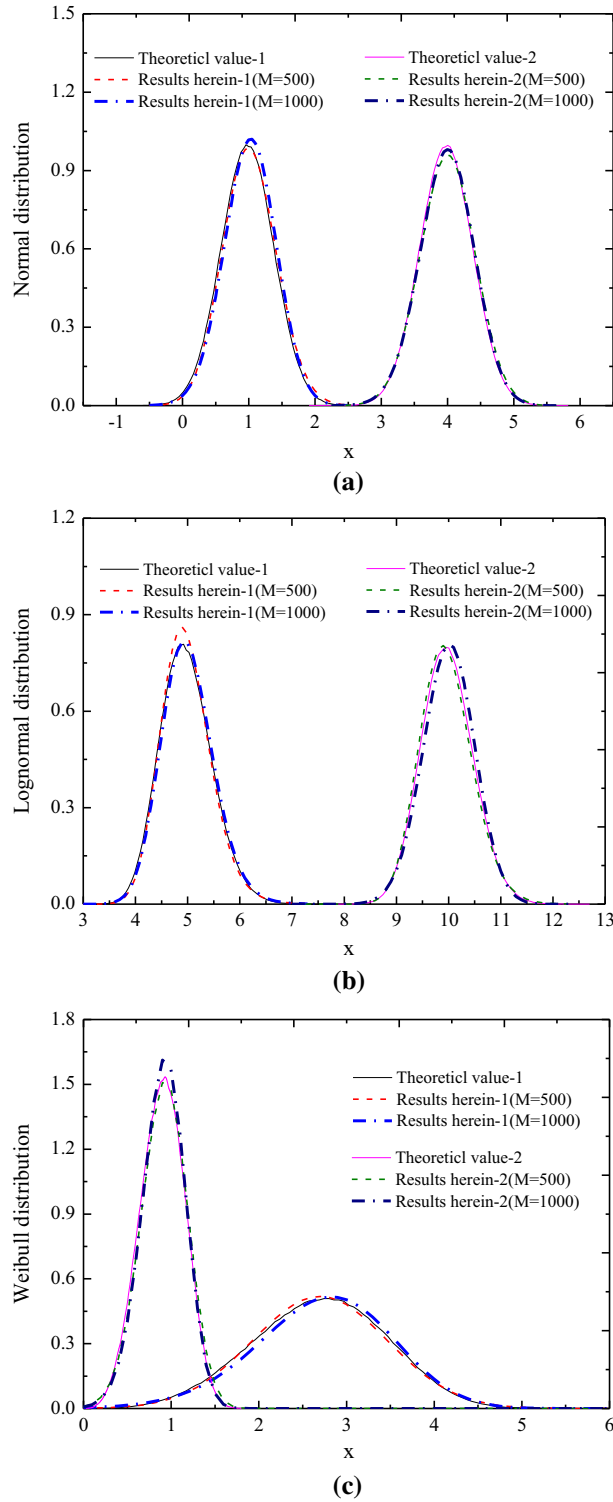 1.5
1.2
0.9
0.6
0.3
0.0
Normal distribution
Theoreticl value-1
Results herein-1(M=500)
Results herein-1(M=1000)
Theoreticl value-2
Results herein-2(M=500)
Results herein-2(M=1000)
-1 0 1 2 3 4 5 6
x
(a)
1.2
0.9
0.6
0.3
0.0
Lognormal distribution
Theoreticl value-1
Results herein-1(M=500)
Results herein-1(M=1000)
Theoreticl value-2
Results herein-2(M=500)
Results herein-2(M=1000)
3 4 5 6 7 8 9 10 11 12 13
x
(b)
1.8
1.5
1.2
0.9
0.6
0.3
0.0
Weibull distribution
Theoreticl value-1
Results herein-1(M=500)
Results herein-1(M=1000)
Theoreticl value-2
Results herein-2(M=500)
Results herein-2(M=1000)
0 1 2 3 4 5 6
x
(c)